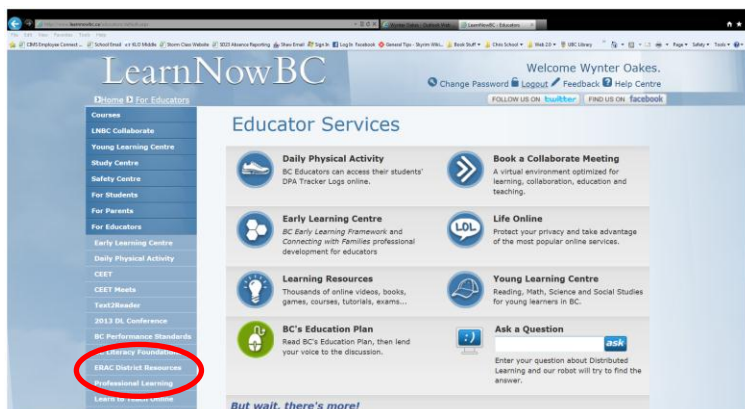 LearnNowBC
Welcome Wynter Oakes.
Change Password Logout Feedback Help Centre
Home For Educators
FOLLOW US ON twitter FIND US ON facebook
Courses
LNBC Collaborate
Young Learning Centre
Study Centre
Safety Centre
For Students
For Parents
For Educators
Early Learning Centre
Daily Physical Activity
CEET
CEET Meets
Text2Reader
2013 DL Conference
BC Performance Standards
Literacy Foundations
ERAC District Resources
Professional Learning
Learn to Teach Online
Educator Services
Daily Physical Activity
BC Educators can access their students'
DPA Tracker Logs online.
Book a Collaborate Meeting
A virtual environment optimized for
learning, collaboration, education and
teaching.
Early Learning Centre
BC Early Learning Framework and
Connecting with Families professional
development for educators
LOL
Life Online
Protect your privacy and take advantage
of the most popular online services.
Learning Resources
Thousands of online videos, books,
games, courses, tutorials, exams...
Young Learning Centre
Reading, Math, Science and Social Studies
for young learners in BC.
BC's Education Plan
Read BC's Education Plan, then lend
your voice to the discussion.
:)
Ask a Question
ask
Enter your question about Distributed
Learning and our robot will try to find the
answer.
But wait, there's more!